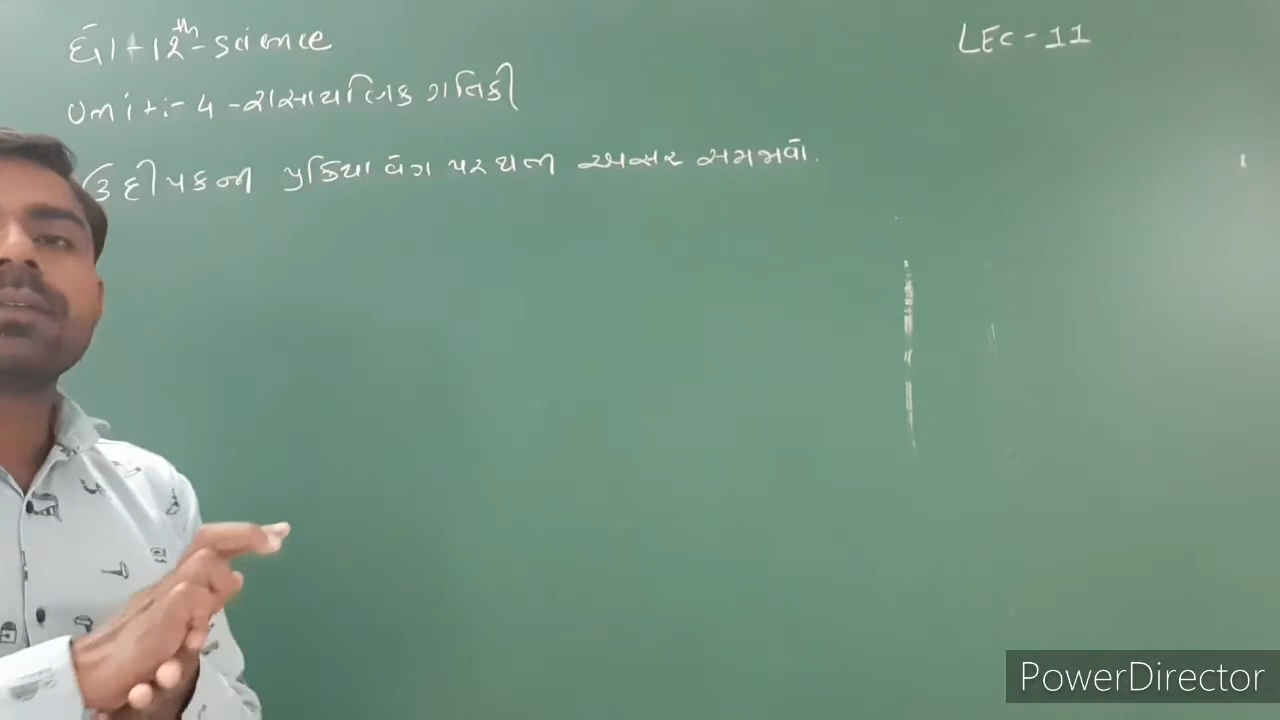 ધો-12th-science
LEC-11
Unit:-4-રાસાયણિક ગતિકી
ઉદ્દીપકની પ્રક્રિયા વેગ પર થતી અસર સમજાવો.
PowerDirector